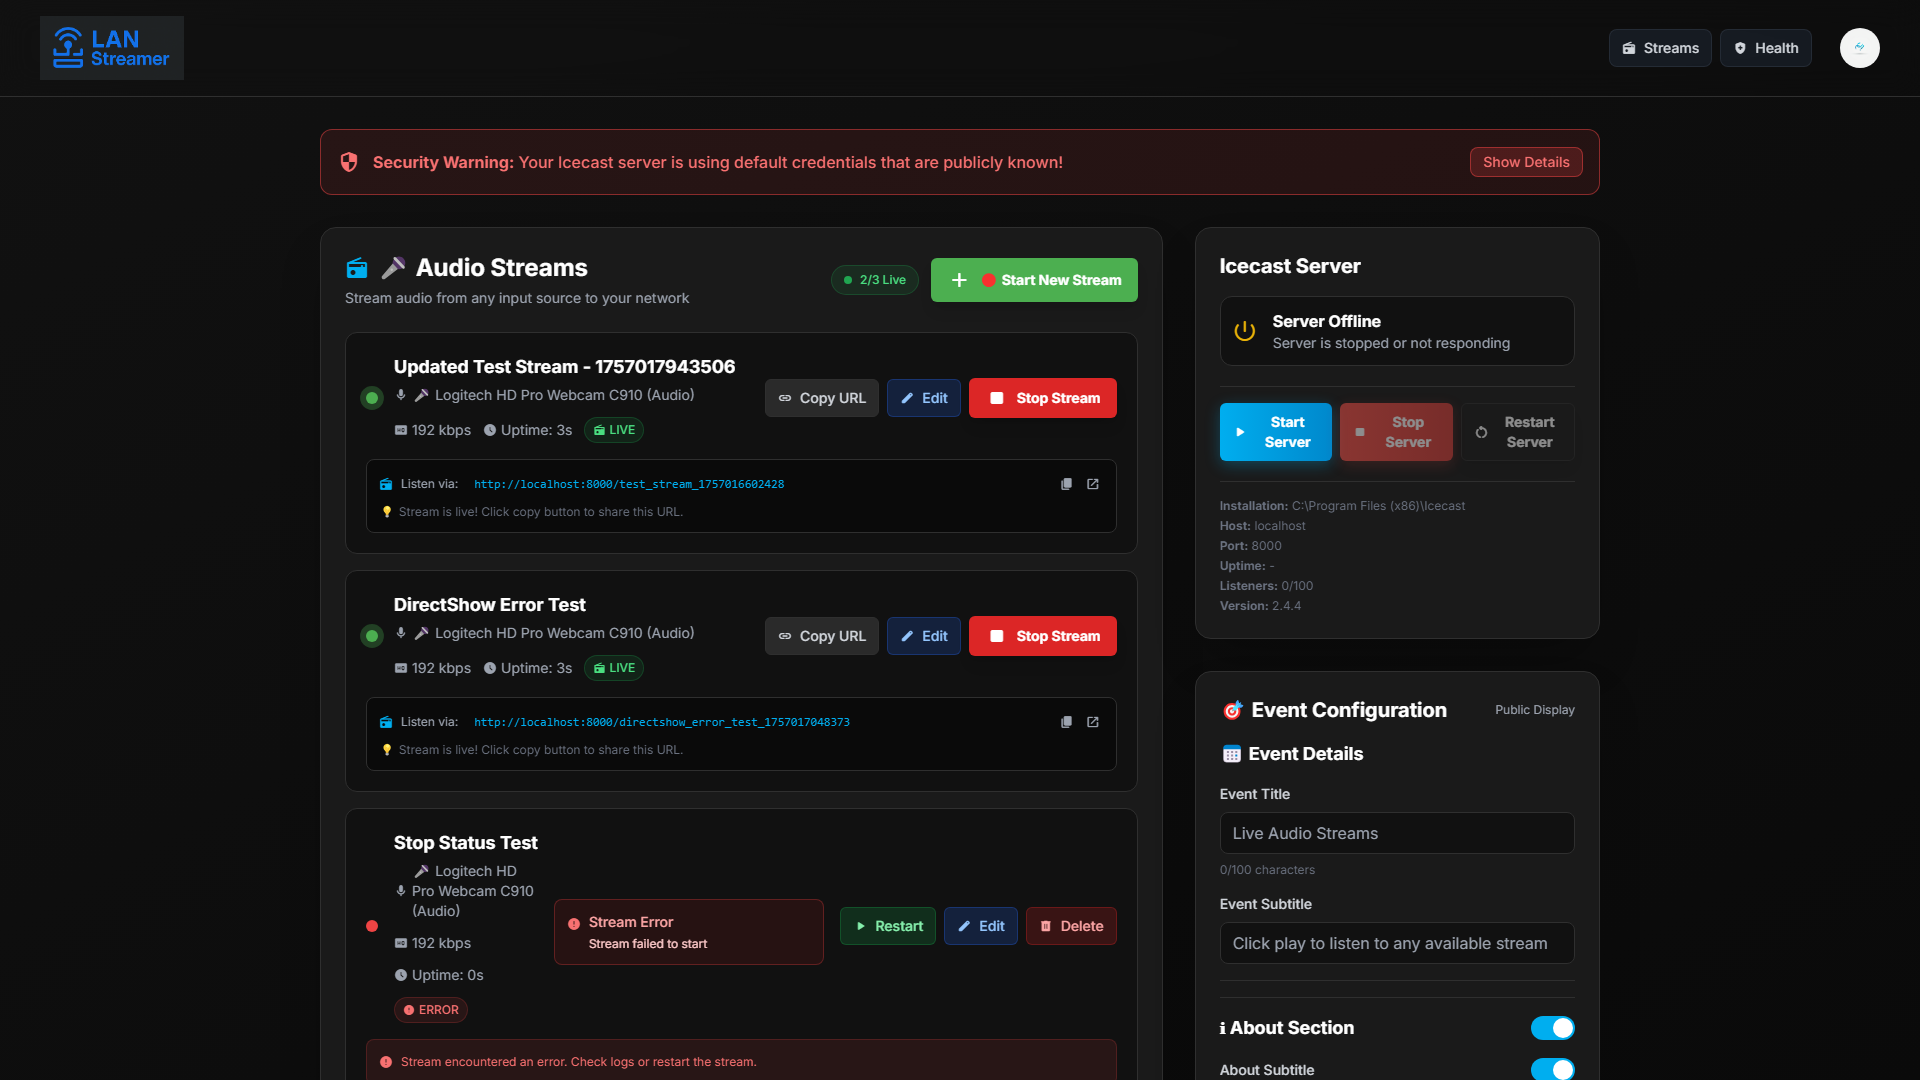 LAN
Streamer
Streams
Health
Security Warning: Your Icecast server is using default credentials that are publicly known!
Show Details
Audio Streams
Stream audio from any input source to your network
2/3 Live
Start New Stream
Updated Test Stream - 1757017943506
Logitech HD Pro Webcam C910 (Audio)
192 kbps
Uptime: 3s
LIVE
Copy URL
Edit
Stop Stream
Listen via: http://localhost:8000/test_stream_1757016602428
Stream is live! Click copy button to share this URL.
DirectShow Error Test
Logitech HD Pro Webcam C910 (Audio)
192 kbps
Uptime: 3s
LIVE
Copy URL
Edit
Stop Stream
Listen via: http://localhost:8000/directshow_error_test_1757017048373
Stream is live! Click copy button to share this URL.
Stop Status Test
Logitech HD
Pro Webcam C910
(Audio)
192 kbps
Uptime: 0s
ERROR
Stream Error
Stream failed to start
Restart
Edit
Delete
Stream encountered an error. Check logs or restart the stream.
Icecast Server
Server Offline
Server is stopped or not responding
Start
Server
Stop
Server
Restart
Server
Installation: C:\Program Files (x86)\Icecast
Host: localhost
Port: 8000
Uptime: -
Listeners: 0/100
Version: 2.4.4
Event Configuration
Public Display
Event Details
Event Title
Live Audio Streams
0/100 characters
Event Subtitle
Click play to listen to any available stream
About Section
About Subtitle